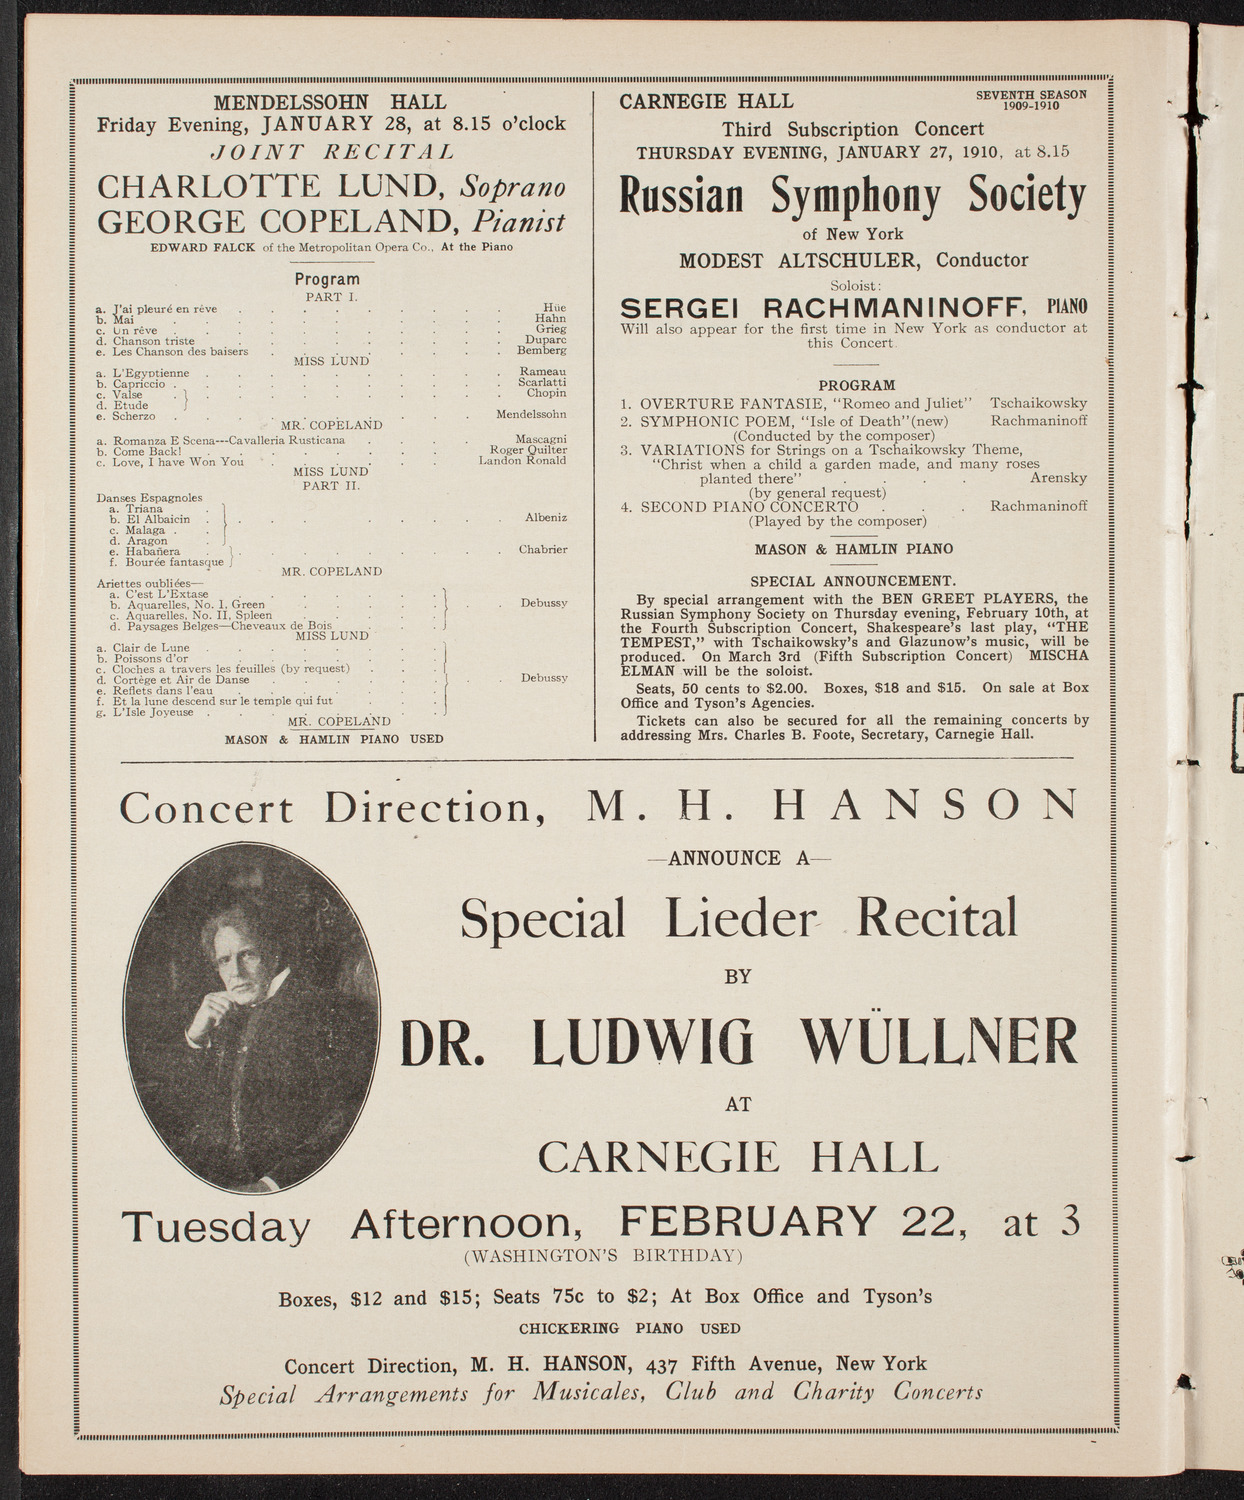 MENDELSSOHN HALL
Friday Evening, JANUARY 28, at 8.15 o'clock
JOINT RECITAL
CHARLOTTE LUND, Soprano
GEORGE COPELAND, Pianist
EDWARD FALCK of the Metropolitan Opera Co., At the Piano
Program
PART I.
a. J'ai pleuré en rêve . . . . . . . . . Hüe
b. Mai . . . . . . . . . . Hahn
c. Un rêve . . . . . . . . . . Grieg
d. Chanson triste . . . . . . . . . Duparc
e. Les Chanson des baisers . . . . . . . . Bemberg
MISS LUND
a. L'Egyptienne . . . . . . . . . . Rameau
b. Capriccio . . . . . . . . . . Scarlatti
c. Valse . } . . . . . . . . . Chopin
d. Etude
e. Scherzo . . . . . . . . . . Mendelssohn
MR. COPELAND
a. Romanza E Scena---Cavalleria Rusticana . . . . . Mascagni
b. Come Back! . . . . . . . . . Roger Quilter
c. Love, I have Won You . . . . . . . Landon Ronald
MISS LUND
PART II.
Danses Espagnoles
a. Triana .
b. El Albaicin . } . . . . . . . . . Albeniz
c. Malaga . .
d. Aragon .
e. Habañera . } . . . . . . . . . Chabrier
f. Bourée fantasque
MR. COPELAND
Ariettes oubliées—
a. C'est L'Extase . . . . . . . .
b. Aquarelles, No. I, Green . . . . . } . . Debussy
c. Aquarelles, No. II, Spleen . . . . .
d. Paysages Belges—Cheveaux de Bois . . . .
MISS LUND
a. Clair de Lune . . . . . . . .
b. Poissons d'or . . . . . . . .
c. Cloches a travers les feuilles (by request) . . .
d. Cortège et Air de Danse . . . . . } . . Debussy
e. Reflets dans l'eau . . . . . . .
f. Et la lune descend sur le temple qui fut . . .
g. L'Isle Joyeuse . . . . . . . .
MR. COPELAND
MASON & HAMLIN PIANO USED
CARNEGIE HALL
SEVENTH SEASON
1909-1910
Third Subscription Concert
THURSDAY EVENING, JANUARY 27, 1910, at 8.15
Russian Symphony Society
of New York
MODEST ALTSCHULER, Conductor
Soloist:
SERGEI RACHMANINOFF, PIANO
Will also appear for the first time in New York as conductor at
this Concert.
PROGRAM
1. OVERTURE FANTASIE, "Romeo and Juliet" Tschaikowsky
2. SYMPHONIC POEM, "Isle of Death"(new) Rachmaninoff
(Conducted by the composer)
3. VARIATIONS for Strings on a Tschaikowsky Theme,
"Christ when a child a garden made, and many roses
planted there" . . . . Arensky
(by general request)
4. SECOND PIANO CONCERTO . . . Rachmaninoff
(Played by the composer)
MASON & HAMLIN PIANO
SPECIAL ANNOUNCEMENT.
By special arrangement with the BEN GREET PLAYERS, the
Russian Symphony Society on Thursday evening, February 10th, at
the Fourth Subscription Concert, Shakespeare's last play, "THE
TEMPEST," with Tschaikowsky's and Glazunow's music, will be
produced. On March 3rd (Fifth Subscription Concert) MISCHA
ELMAN will be the soloist.
Seats, 50 cents to $2.00. Boxes, $18 and $15. On sale at Box
Office and Tyson's Agencies.
Tickets can also be secured for all the remaining concerts by
addressing Mrs. Charles B. Foote, Secretary, Carnegie Hall.
Concert Direction, M. H. HANSON
—ANNOUNCE A—
Special Lieder Recital
BY
DR. LUDWIG WÜLLNER
AT
CARNEGIE HALL
Tuesday Afternoon, FEBRUARY 22, at 3
(WASHINGTON'S BIRTHDAY)
Boxes, $12 and $15; Seats 75c to $2; At Box Office and Tyson's
CHICKERING PIANO USED
Concert Direction, M. H. HANSON, 437 Fifth Avenue, New York
Special Arrangements for Musicales, Club and Charity Concerts